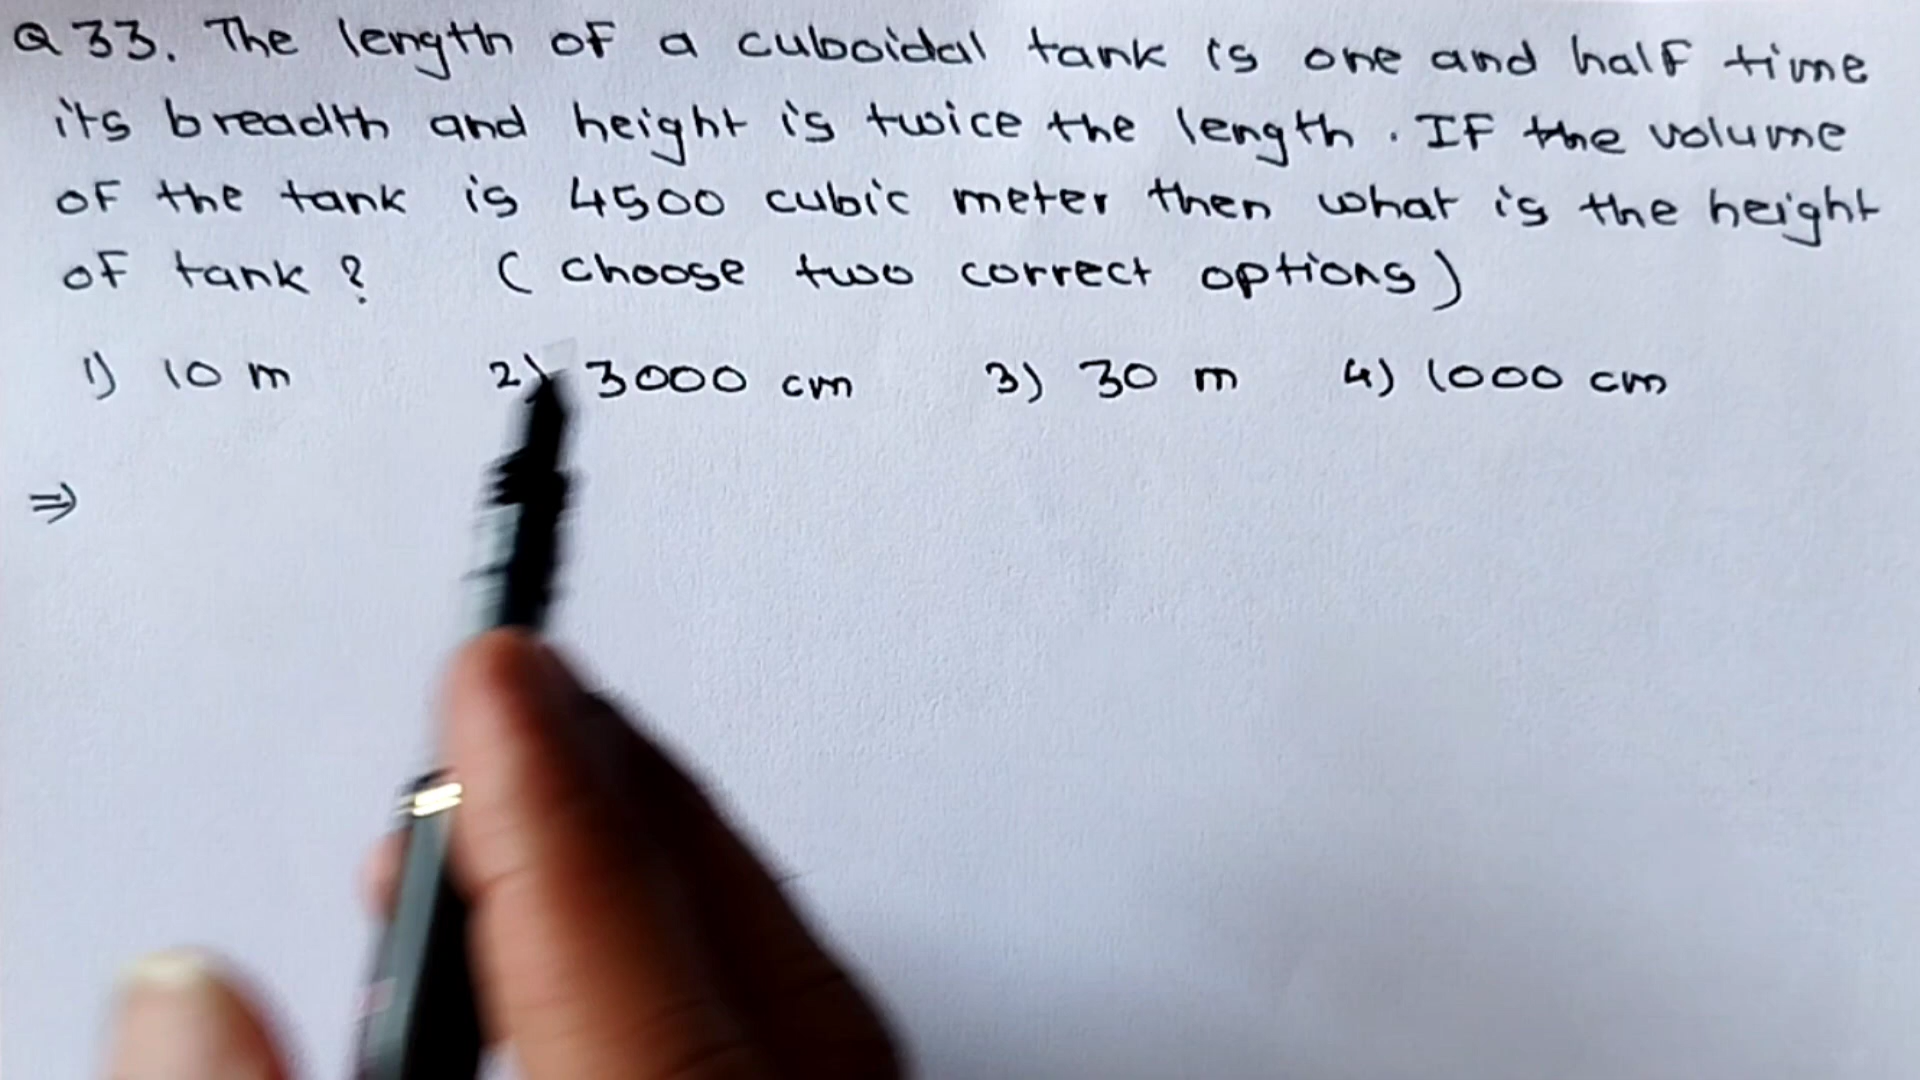 Q 33. The length of a cuboidal tank is one and half time
its breadth and height is twice the length. If the volume
of the tank is 4500 cubic meter then what is the height
of tank ? ( choose two correct options )
1) 10 m 2) 3000 cm 3) 30 m 4) 1000 cm
⇒